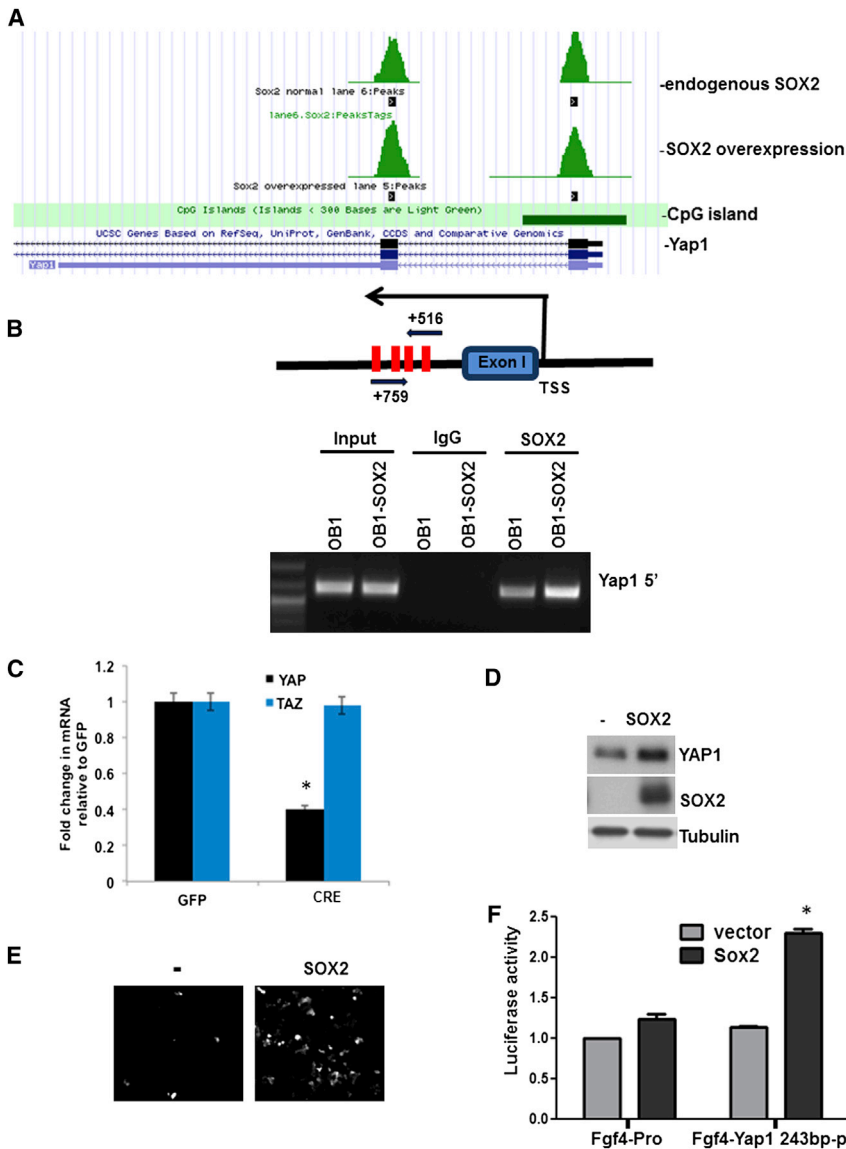 A
Sox2 normal lane 6:Peaks
lane6.Sox2:PeaksTags
Sox2 overexpressed lane 5:Peaks
CpG Islands (Islands < 300 Bases are Light Green)
UCSC Genes Based on RefSeq, UniProt, GenBank, CCDS and Comparative Genomics
Yap1
-endogenous SOX2
-SOX2 overexpression
-CpG island
-Yap1
B
+516
Exon I
TSS
+759
Input IgG SOX2
OB1 OB1-SOX2 OB1 OB1-SOX2 OB1 OB1-SOX2
Yap1 5'
C
Fold change in mRNA
relative to GFP
1.2
1
0.8
0.6
0.4
0.2
0
YAP
TAZ
*
GFP CRE
D
- SOX2
YAP1
SOX2
Tubulin
E
- SOX2
F
Luciferase activity
2.5
2.0
1.5
1.0
0.5
0.0
vector
Sox2
*
Fgf4-Pro Fgf4-Yap1 243bp-p